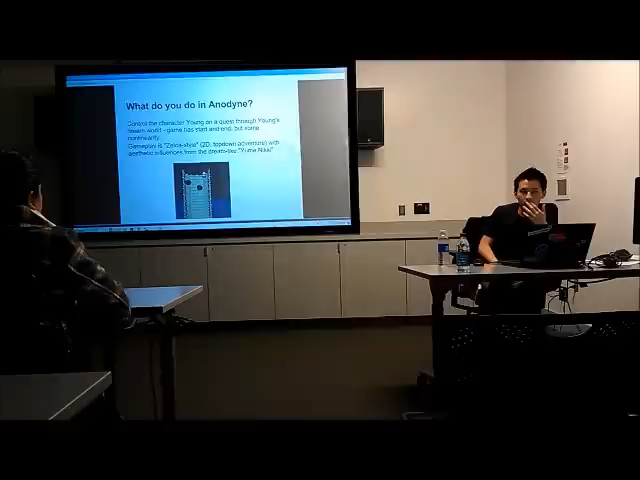 What do you do in Anodyne?
Control the character Young on a quest through Young's
dream world - game has start and end, but some
nonlinearity.
Gameplay is "Zelda-style" (2D, topdown adventure) with
aesthetic influences from the dream-like "Yume Nikki"